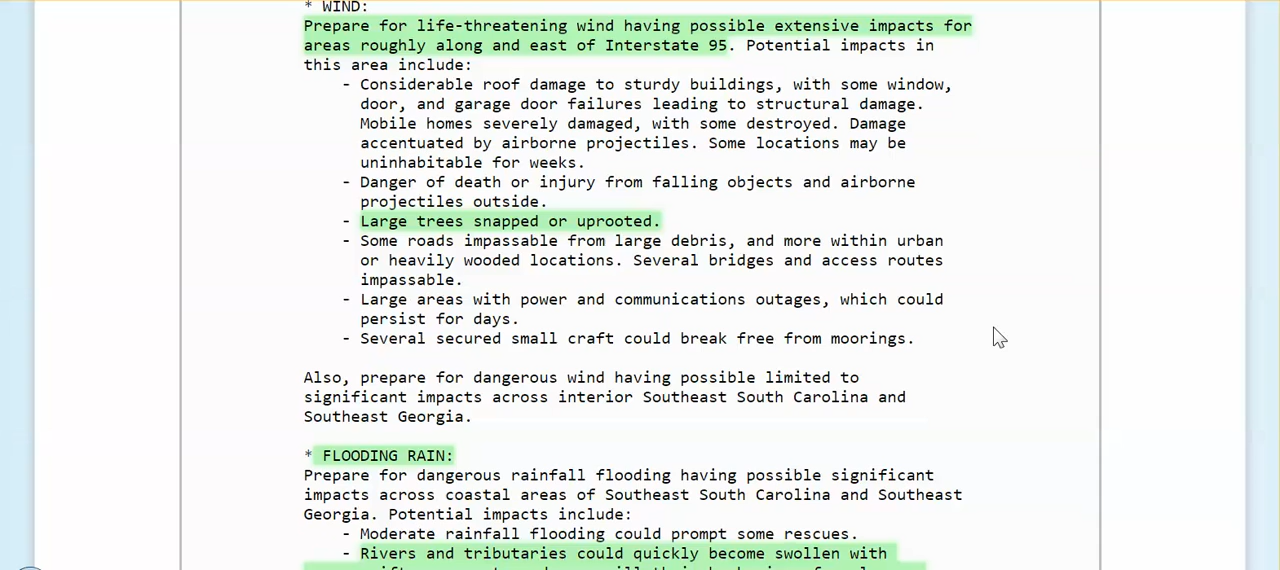 * WIND:
Prepare for life-threatening wind having possible extensive impacts for
areas roughly along and east of Interstate 95. Potential impacts in
this area include:
- Considerable roof damage to sturdy buildings, with some window,
door, and garage door failures leading to structural damage.
Mobile homes severely damaged, with some destroyed. Damage
accentuated by airborne projectiles. Some locations may be
uninhabitable for weeks.
- Danger of death or injury from falling objects and airborne
projectiles outside.
- Large trees snapped or uprooted.
- Some roads impassable from large debris, and more within urban
or heavily wooded locations. Several bridges and access routes
impassable.
- Large areas with power and communications outages, which could
persist for days.
- Several secured small craft could break free from moorings.
Also, prepare for dangerous wind having possible limited to
significant impacts across interior Southeast South Carolina and
Southeast Georgia.
* FLOODING RAIN:
Prepare for dangerous rainfall flooding having possible significant
impacts across coastal areas of Southeast South Carolina and Southeast
Georgia. Potential impacts include:
- Moderate rainfall flooding could prompt some rescues.
- Rivers and tributaries could quickly become swollen with